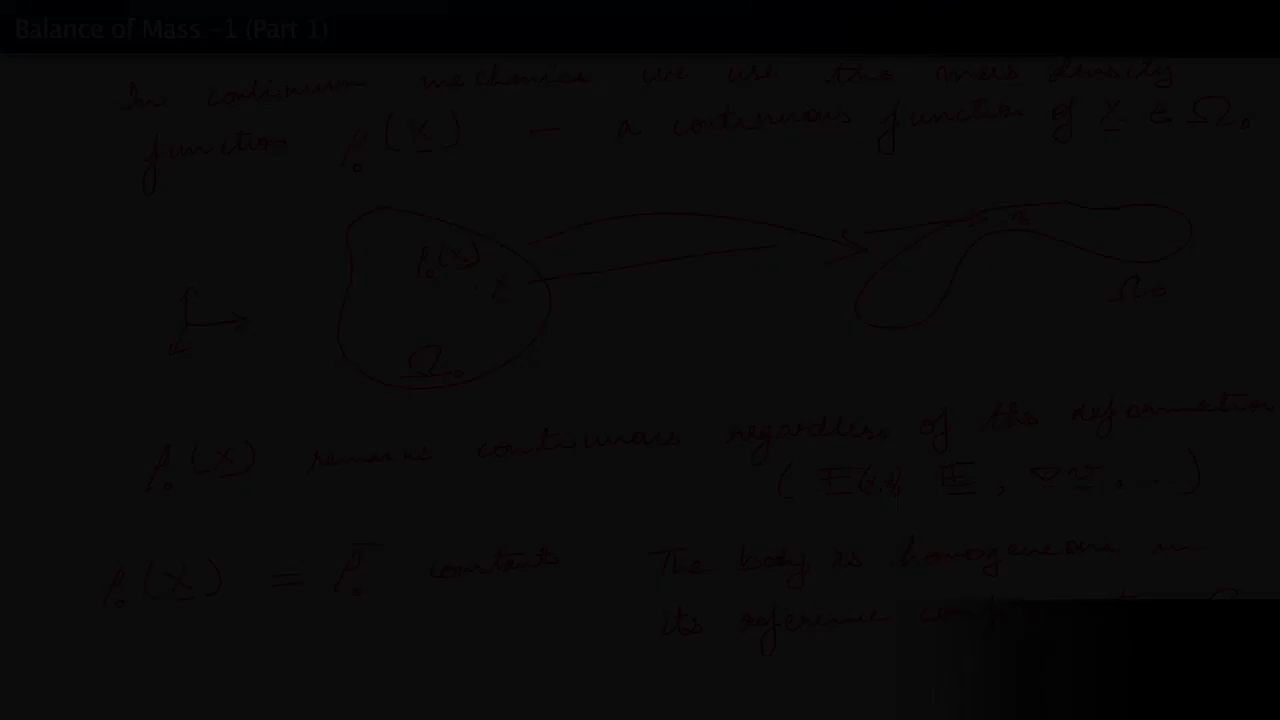 Balance of Mass -1 (Part 1)
In continuum mechanics we use the mass density
function ρ₀(X) — a continuous function of X ∈ Ω₀
ρ₀(X)
X
x
Ω₀
Ωt
ρ₀(X) remains continuous regardless of the deformation
( E , ∇v , ... )
ρ₀(X) = ρ̄₀ constant The body is homogeneous in
its reference